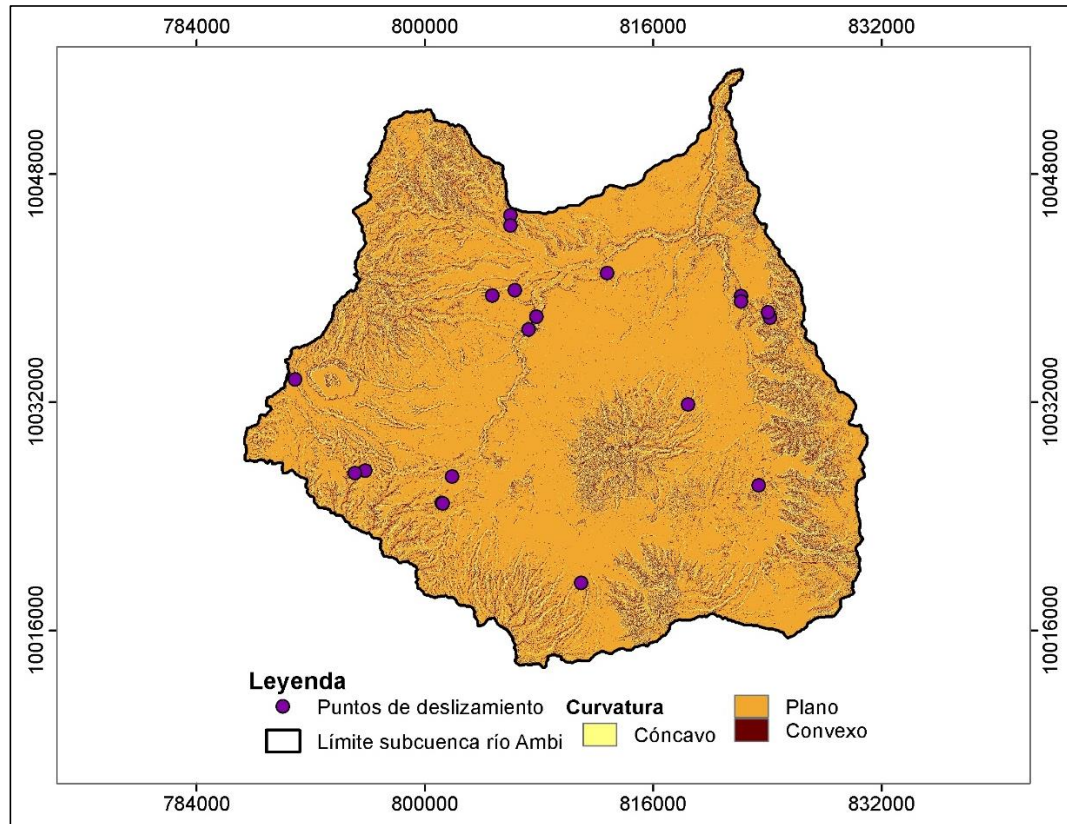 784000 800000 816000 832000
10048000 10048000
10032000 10032000
10016000 10016000
Leyenda
Puntos de deslizamiento
Límite subcuenca río Ambi
Curvatura
Cóncavo
Plano
Convexo
784000 800000 816000 832000